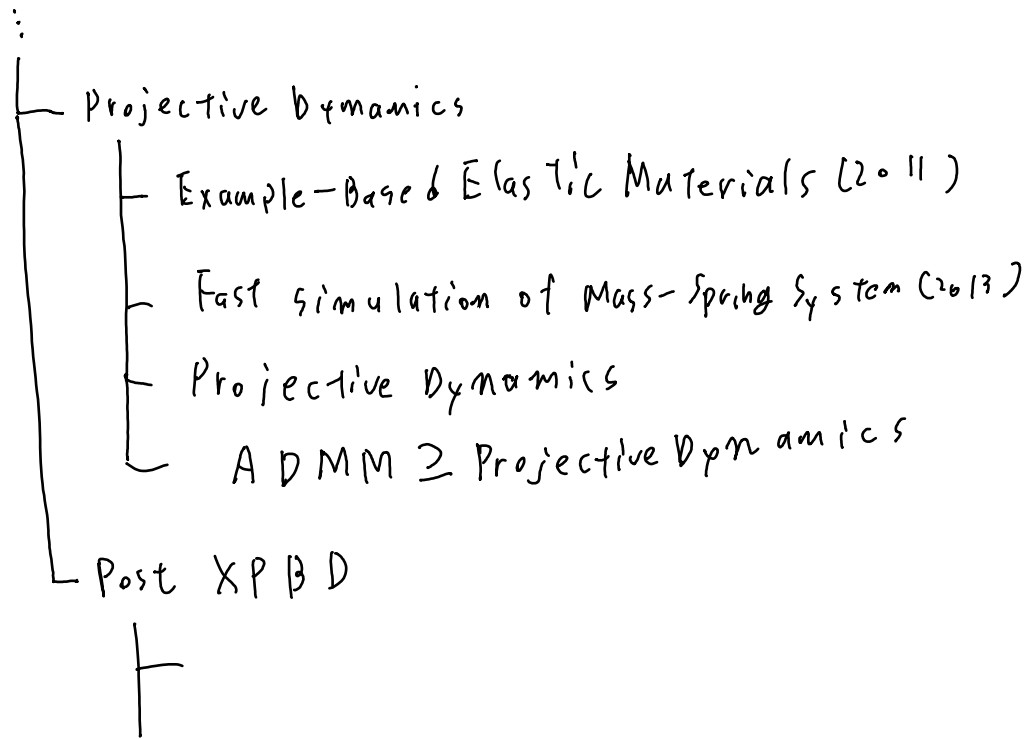 Projective Dymamics
Example-Based Elastic Materials (2011)
Fast simulation of Mass-Spring System (2013)
Projective Dynamics
ADMM ⊇ Projective Dynamics
Post XPBD